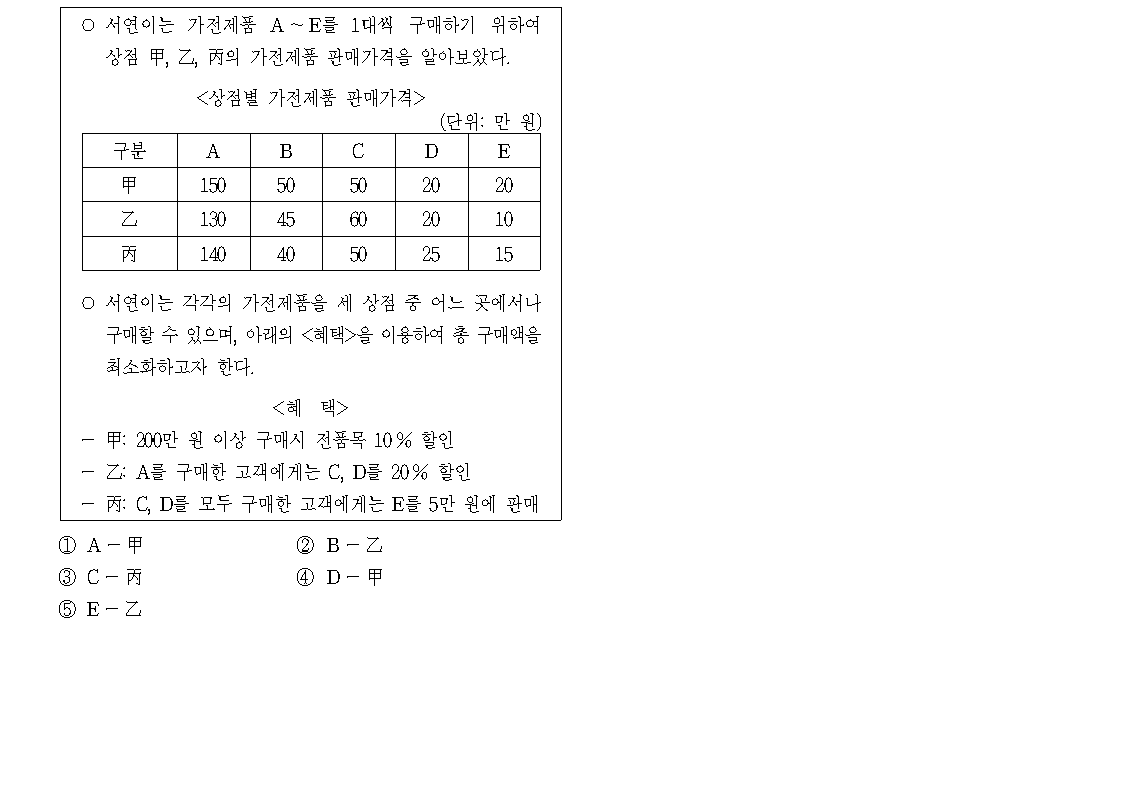 ○ 서연이는 가전제품 A ~ E를 1대씩 구매하기 위하여
상점 甲, 乙, 丙의 가전제품 판매가격을 알아보았다.
<상점별 가전제품 판매가격>
(단위: 만 원)
구분 A B C D E
甲 150 50 50 20 20
乙 130 45 60 20 10
丙 140 40 50 25 15
○ 서연이는 각각의 가전제품을 세 상점 중 어느 곳에서나
구매할 수 있으며, 아래의 <혜택>을 이용하여 총 구매액을
최소화하고자 한다.
<혜 택>
－ 甲: 200만 원 이상 구매시 전품목 10% 할인
－ 乙: A를 구매한 고객에게는 C, D를 20% 할인
－ 丙: C, D를 모두 구매한 고객에게는 E를 5만 원에 판매
① A－甲 ② B－乙
③ C－丙 ④ D－甲
⑤ E－乙